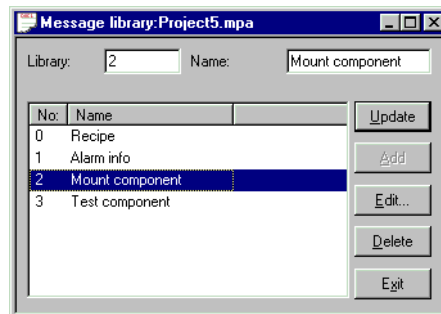 Message library:Project5.mpa
Library: 2 Name: Mount component
No: Name
0 Recipe
1 Alarm info
2 Mount component
3 Test component
Update
Add
Edit...
Delete
Exit